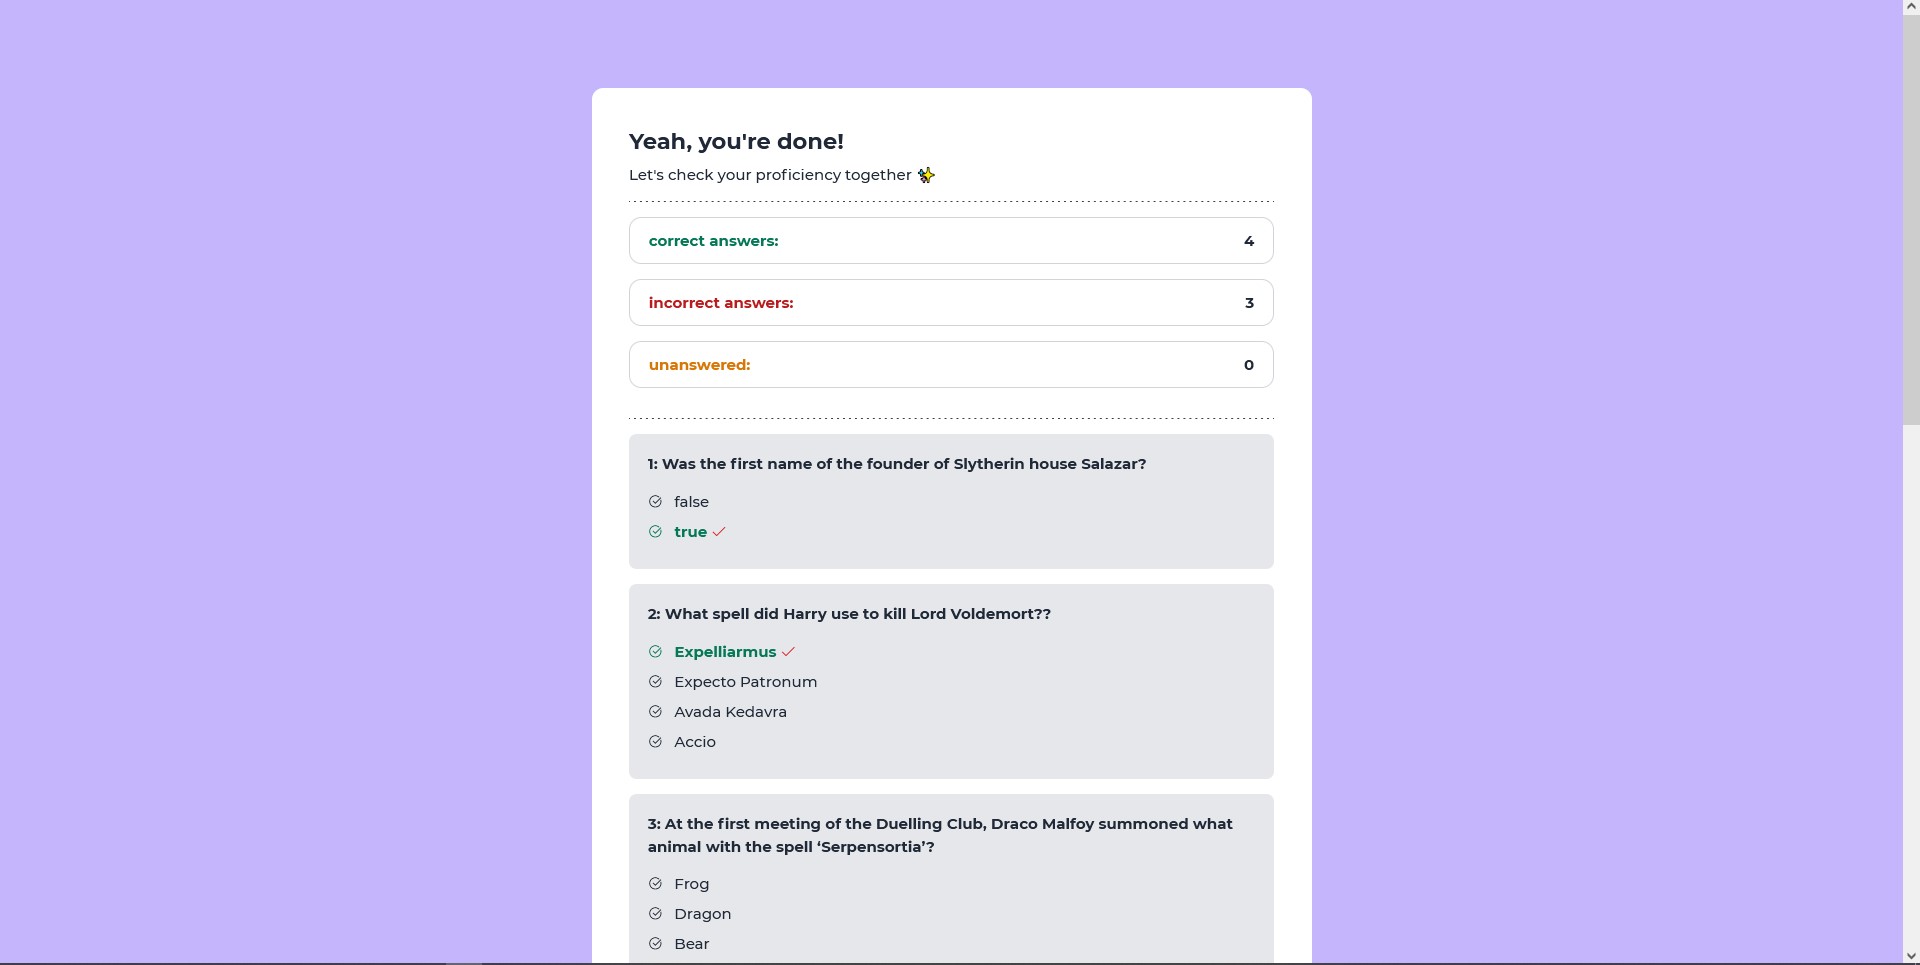 Yeah, you're done!
Let's check your proficiency together ✨
correct answers: 4
incorrect answers: 3
unanswered: 0
1: Was the first name of the founder of Slytherin house Salazar?
false
true
2: What spell did Harry use to kill Lord Voldemort??
Expelliarmus
Expecto Patronum
Avada Kedavra
Accio
3: At the first meeting of the Duelling Club, Draco Malfoy summoned what
animal with the spell ‘Serpensortia’?
Frog
Dragon
Bear